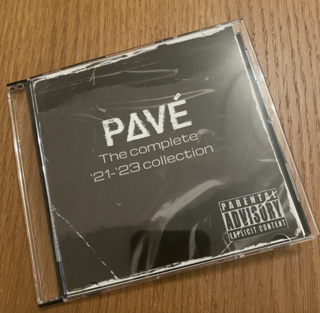 PΔVÉ
The complete
'21-'23 collection
PARENTAL
ADVISORY
EXPLICIT CONTENT